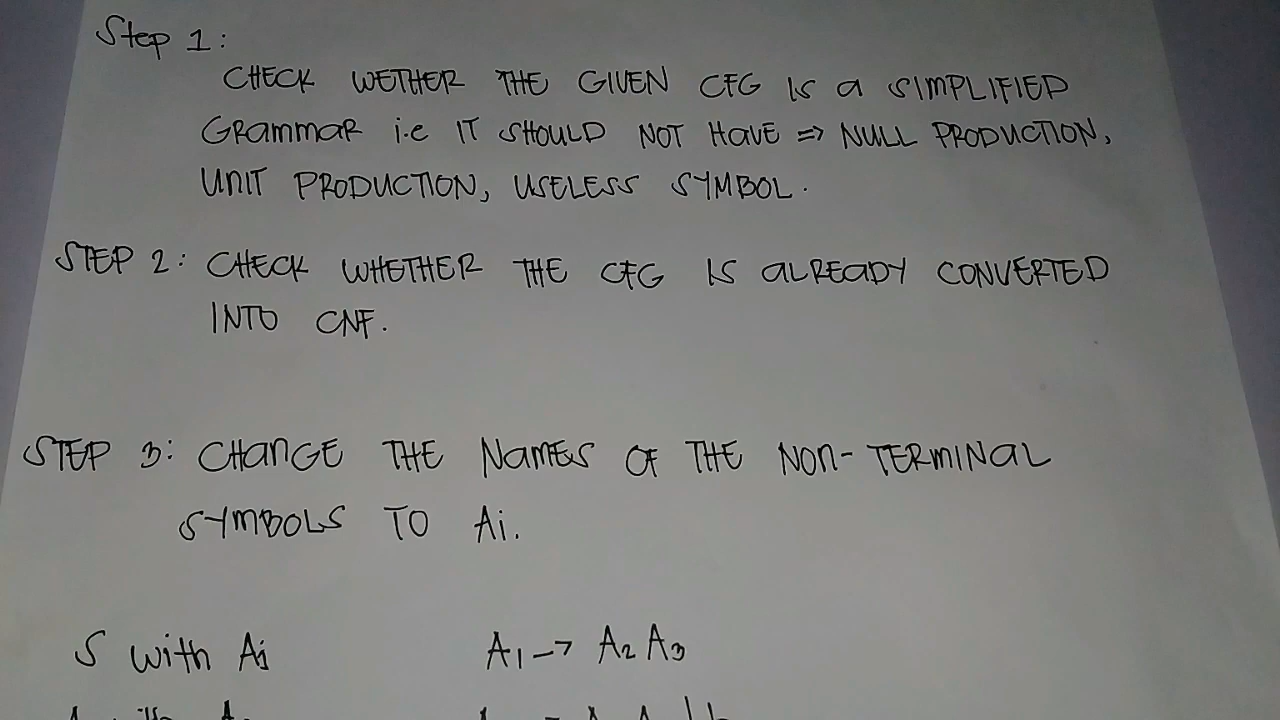 Step 1:
CHECK WETHER THE GIVEN CFG IS a SIMPLIFIED
Grammar i.e IT SHOULD NOT Have => NULL PRODUCTION,
UNIT PRODUCTION, USELESS SYMBOL.
STEP 2: CHECK WHETHER THE CFG IS ALREADY CONVERTED
INTO CNF.
STEP 3: CHANGE THE NAMES OF THE NON-TERMINAL
SYMBOLS TO Ai.
S with Ai A1 -> A2 A3